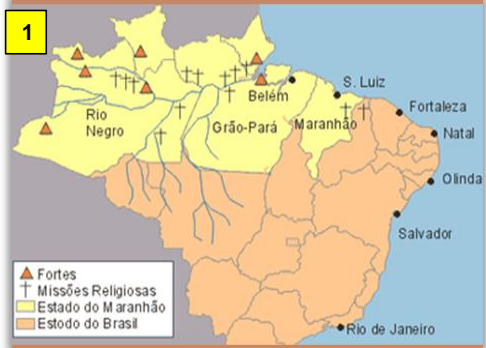 1
S. Luiz
Belém
Fortaleza
Rio
Negro
Grão-Pará
Maranhão
Natal
Olinda
Salvador
Fortes
Missões Religiosas
Estado do Maranhão
Estodo do Brasil
Rio de Janeiro